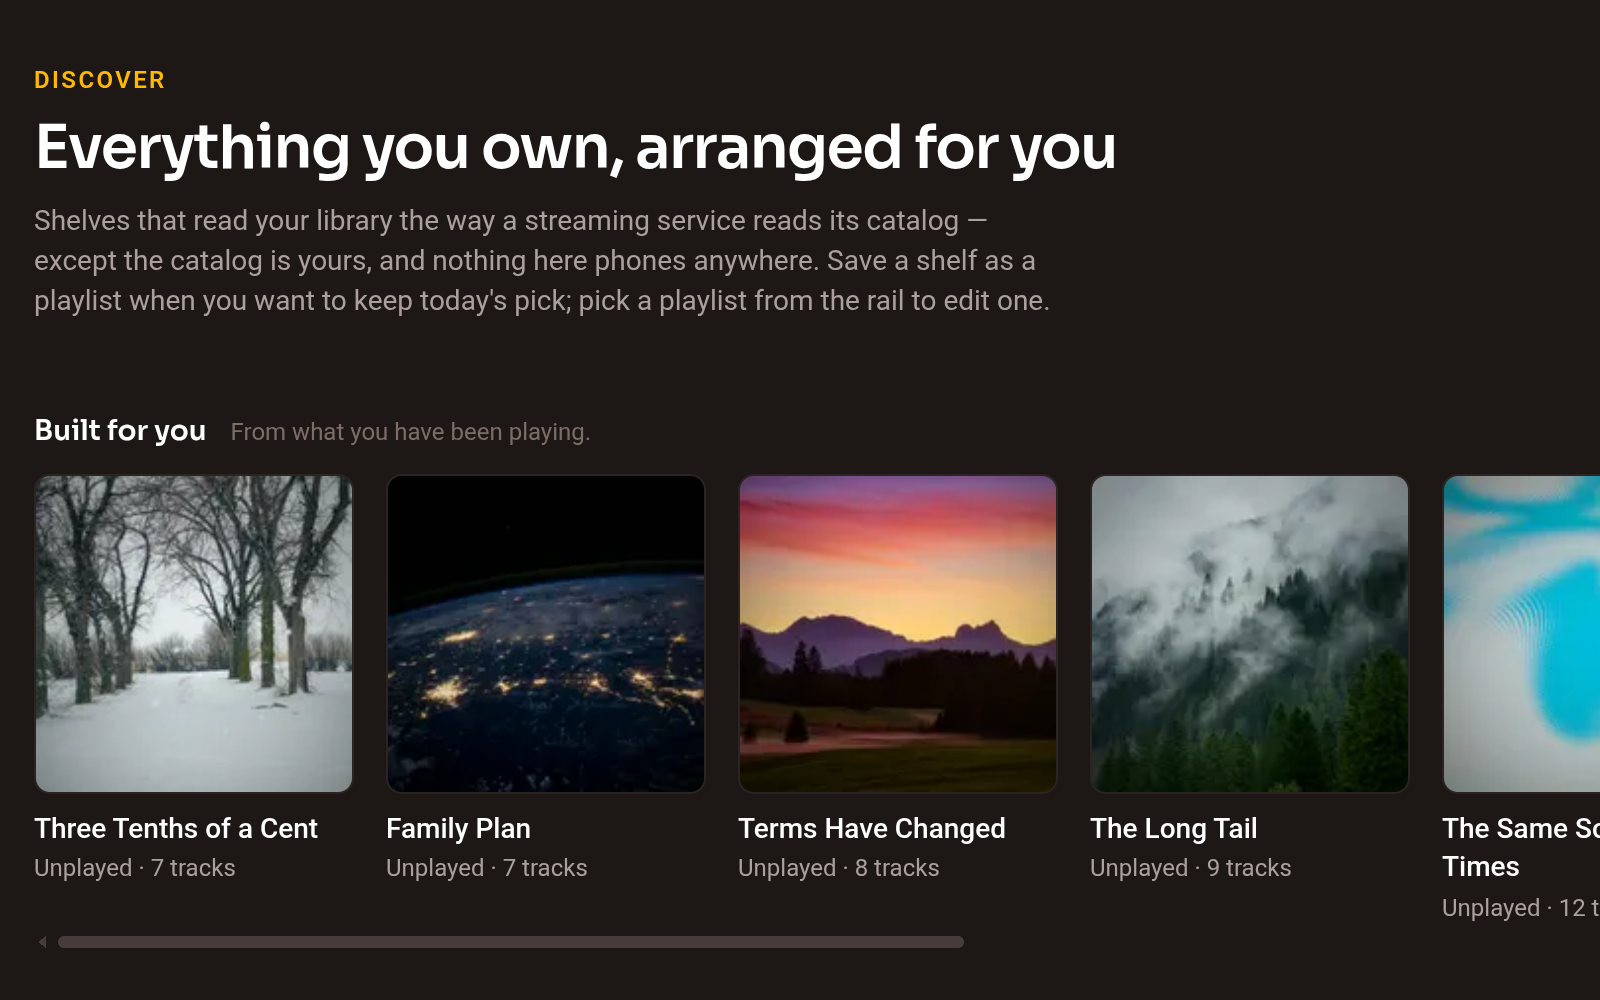 DISCOVER
Everything you own, arranged for you
Shelves that read your library the way a streaming service reads its catalog —
except the catalog is yours, and nothing here phones anywhere. Save a shelf as a
playlist when you want to keep today's pick; pick a playlist from the rail to edit one.
Built for you From what you have been playing.
Three Tenths of a Cent
Unplayed · 7 tracks
Family Plan
Unplayed · 7 tracks
Terms Have Changed
Unplayed · 8 tracks
The Long Tail
Unplayed · 9 tracks
The Same
Times
Unplayed · 12